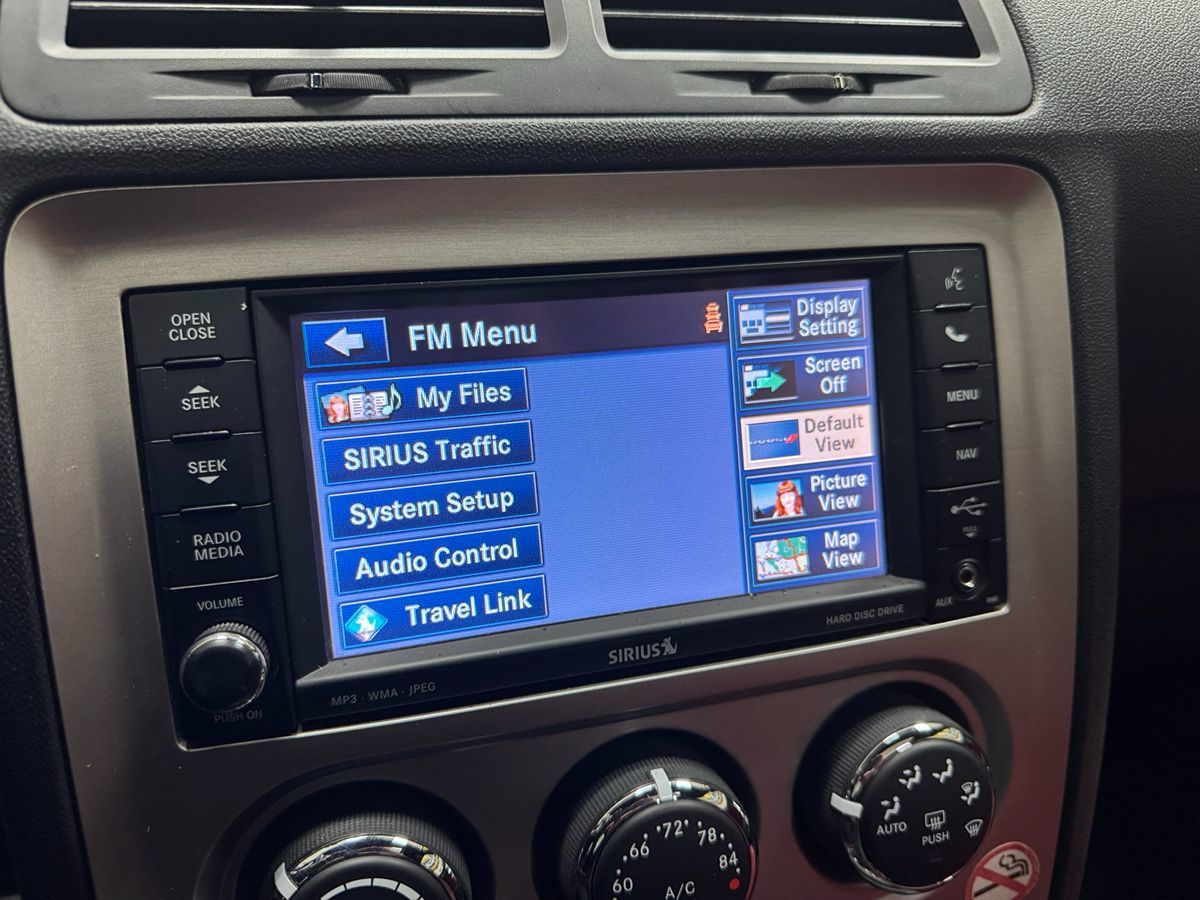 OPEN
CLOSE
SEEK
SEEK
RADIO
MEDIA
VOLUME
PUSH ON
FM Menu
My Files
SIRIUS Traffic
System Setup
Audio Control
Travel Link
Display
Setting
Screen
Off
DODGE
Default
View
Picture
View
Map
View
MENU
NAV
PULL
AUX
MP3 · WMA · JPEG
SIRIUS
HARD DISC DRIVE
60
66
72
78
84
A/C
AUTO
PUSH